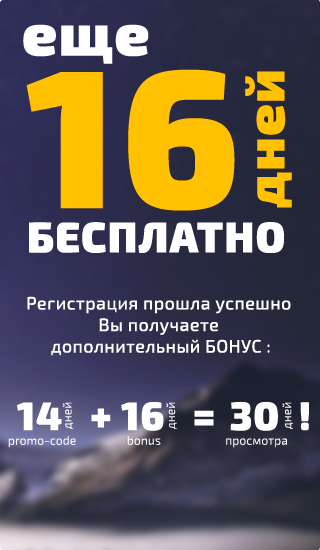 еще
16 дней
БЕСПЛАТНО
Регистрация прошла успешно
Вы получаете
дополнительный БОНУС :
14 дней + 16 дней = 30 дней !
promo-code bonus просмотра